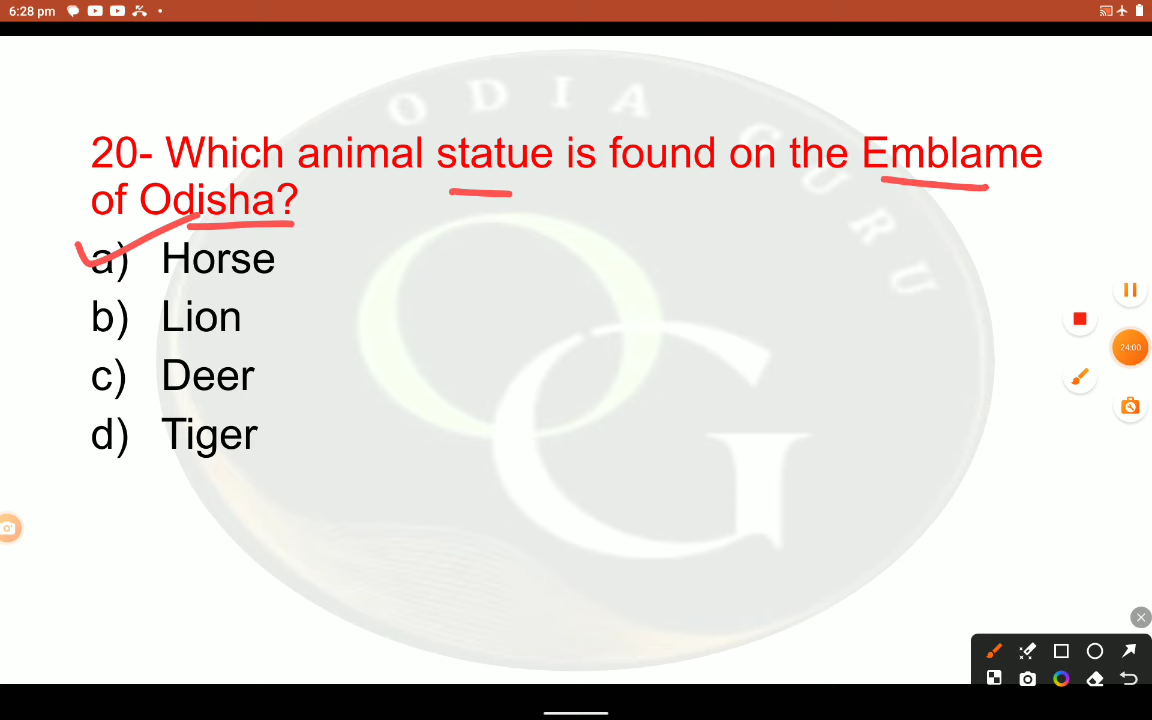 6:28 pm
ODIA GURU
20- Which animal statue is found on the Emblame
of Odisha?
a) Horse
b) Lion
c) Deer
d) Tiger
OG
24:00